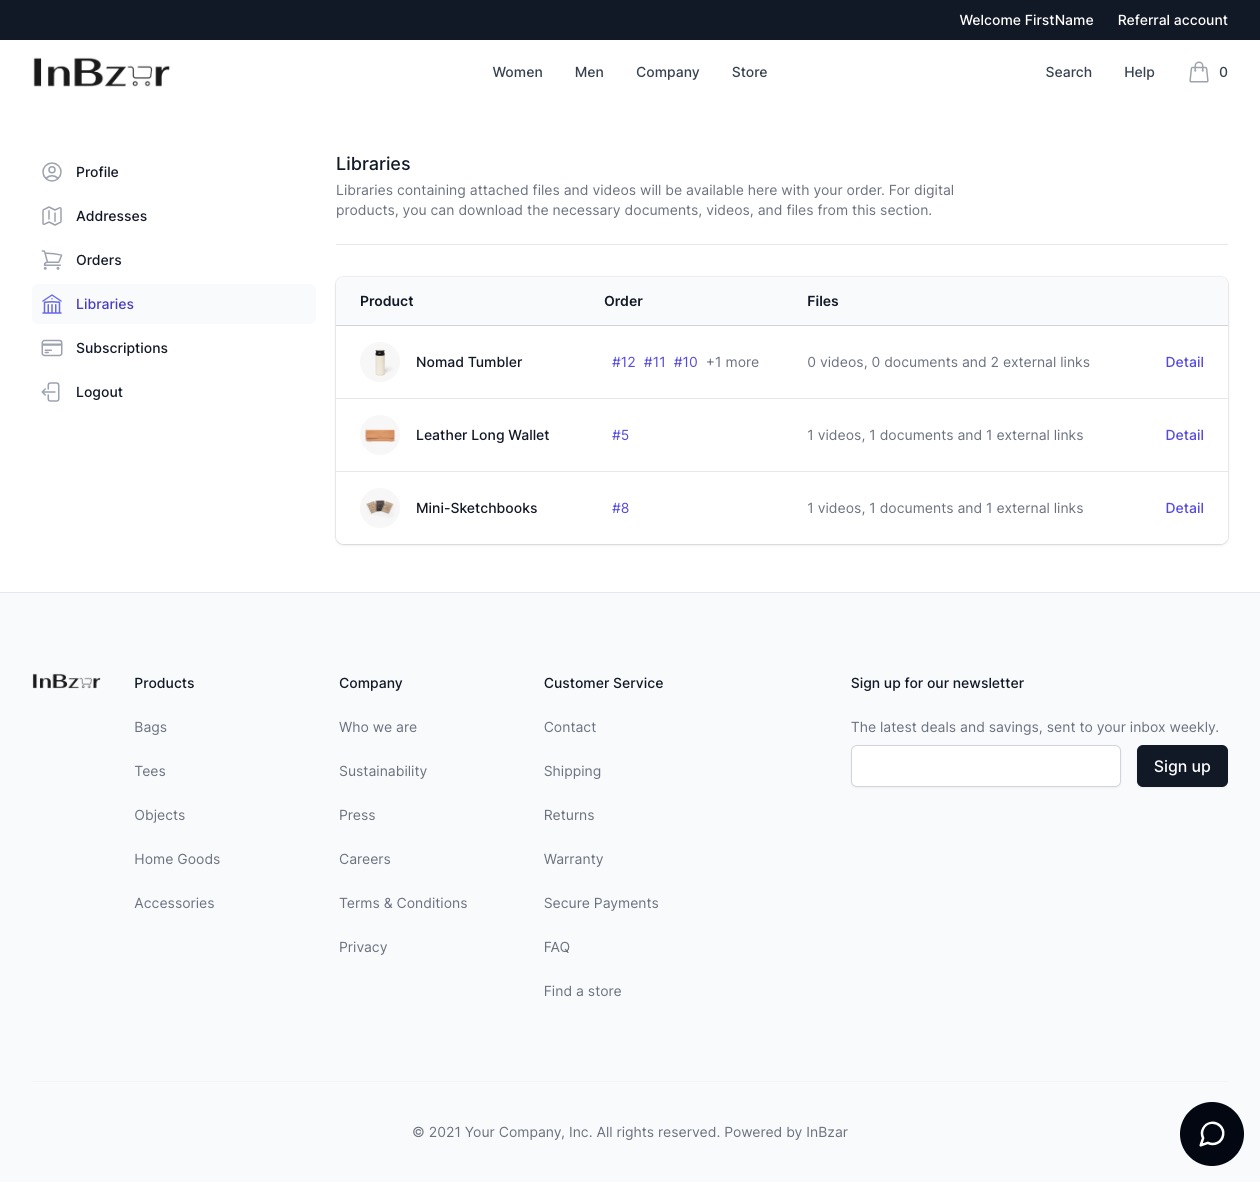 Welcome FirstName Referral account
InBzar Women Men Company Store Search Help 0
Profile
Addresses
Orders
Libraries
Subscriptions
Logout
Libraries
Libraries containing attached files and videos will be available here with your order. For digital
products, you can download the necessary documents, videos, and files from this section.
Product Order Files
Nomad Tumbler #12 #11 #10 +1 more 0 videos, 0 documents and 2 external links Detail
Leather Long Wallet #5 1 videos, 1 documents and 1 external links Detail
Mini-Sketchbooks #8 1 videos, 1 documents and 1 external links Detail
InBzar
Products
Bags
Tees
Objects
Home Goods
Accessories
Company
Who we are
Sustainability
Press
Careers
Terms & Conditions
Privacy
Customer Service
Contact
Shipping
Returns
Warranty
Secure Payments
FAQ
Find a store
Sign up for our newsletter
The latest deals and savings, sent to your inbox weekly.
Sign up
© 2021 Your Company, Inc. All rights reserved. Powered by InBzar